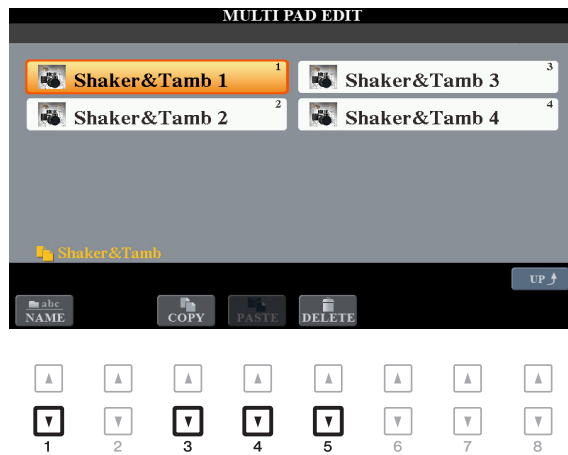 MULTI PAD EDIT
Shaker&Tamb 1 1
Shaker&Tamb 3 3
Shaker&Tamb 2 2
Shaker&Tamb 4 4
Shaker&Tamb
UP
abc
NAME COPY PASTE DELETE
1 2 3 4 5 6 7 8